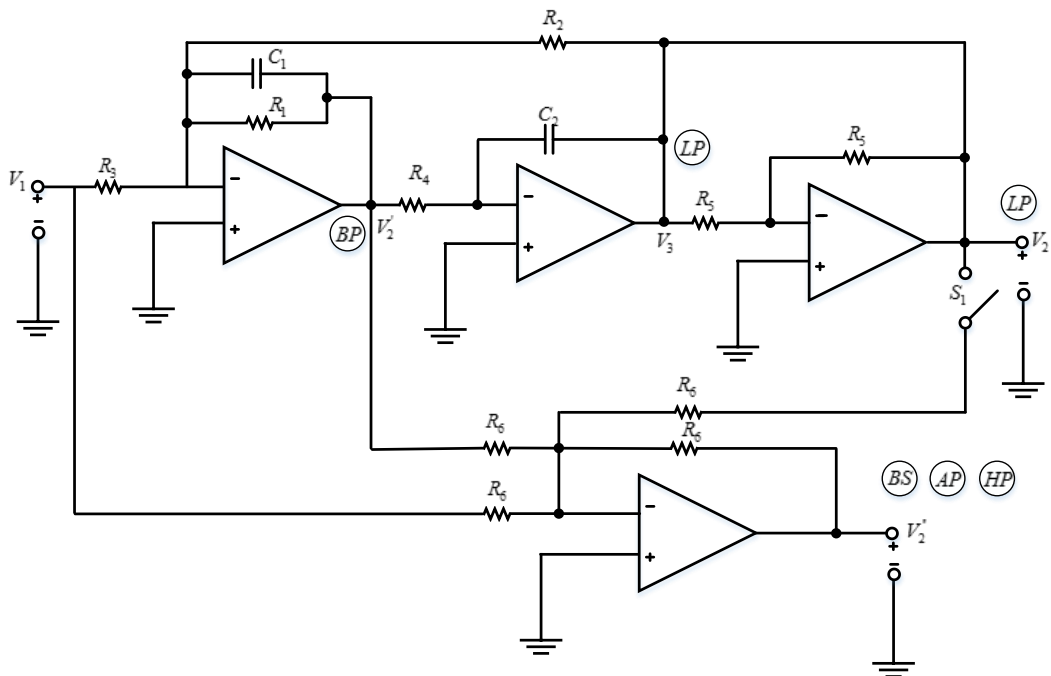 R₂
C₁
R₁
C₂
R₅
R₃
R₄
R₅
V₁
+
−
−
+
BP
V₂'
−
+
LP
V₃
−
+
LP
V₂
+
−
S₁
R₆
R₆
R₆
R₆
−
+
BS AP HP
V₂''
+
−